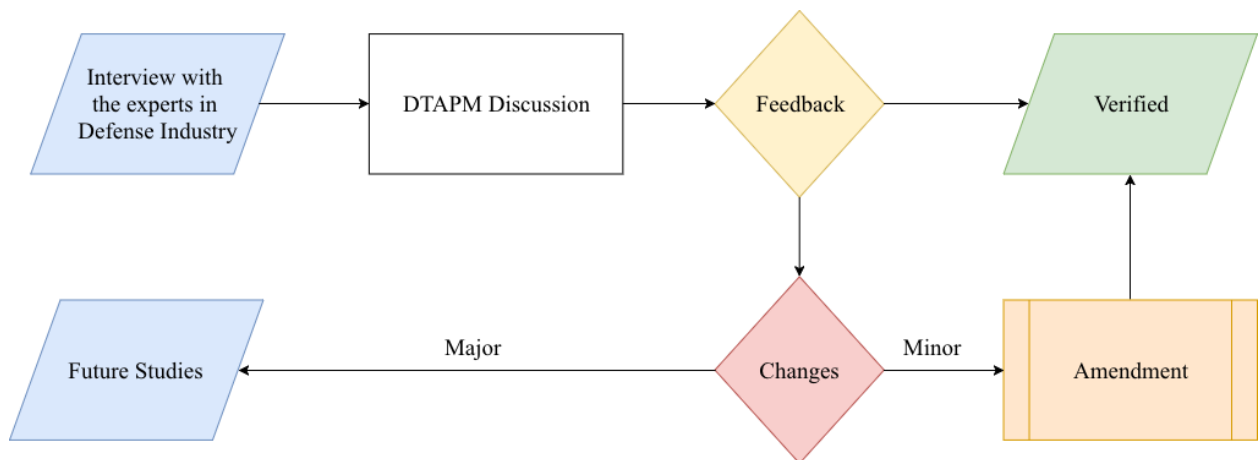 Interview with
the experts in
Defense Industry
DTAPM Discussion
Feedback
Verified
Future Studies
Major
Changes
Minor
Amendment